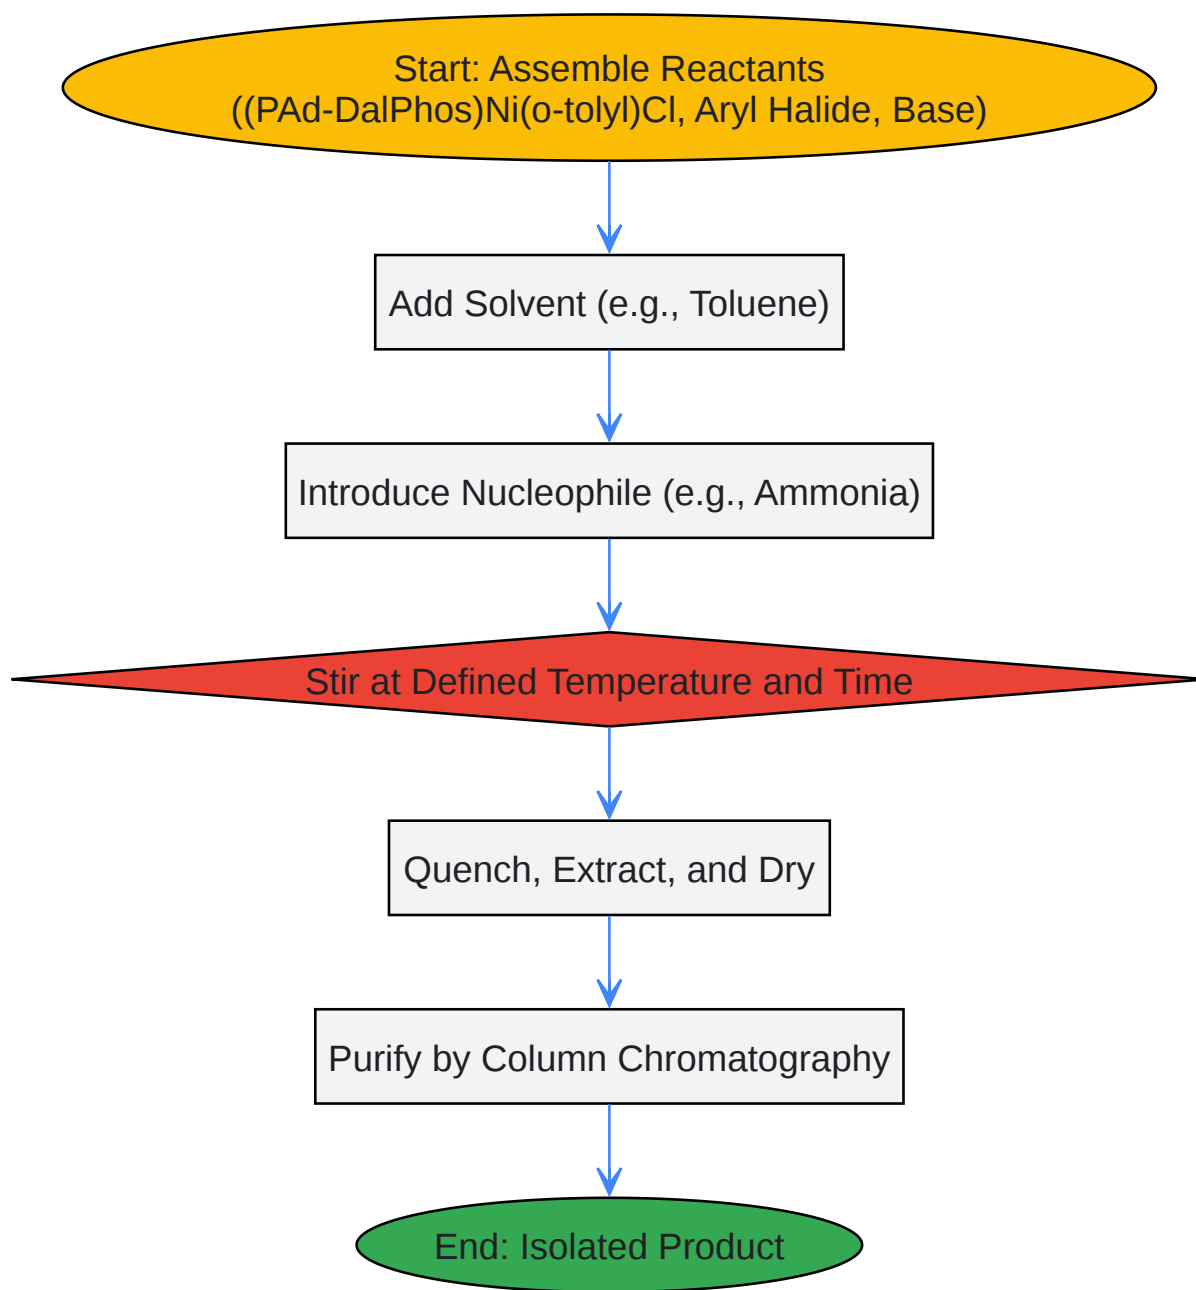 Start: Assemble Reactants
((PAd-DalPhos)Ni(o-tolyl)Cl, Aryl Halide, Base)
Add Solvent (e.g., Toluene)
Introduce Nucleophile (e.g., Ammonia)
Stir at Defined Temperature and Time
Quench, Extract, and Dry
Purify by Column Chromatography
End: Isolated Product